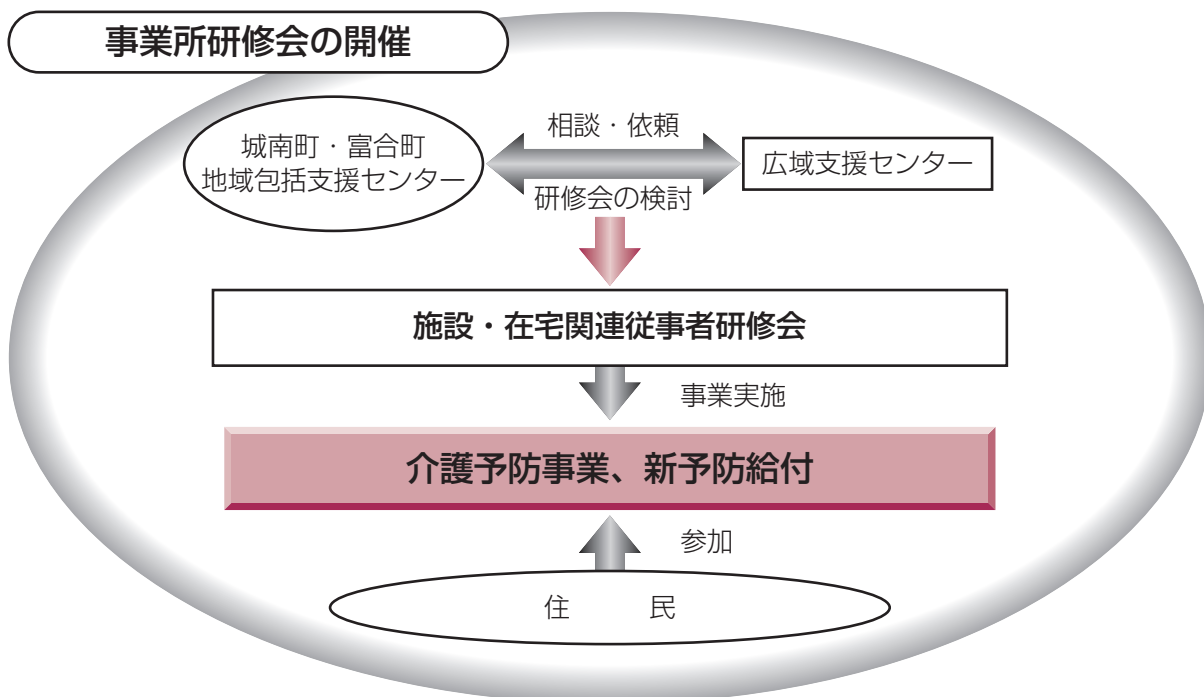 事業所研修会の開催
城南町・富合町
地域包括支援センター
相談・依頼
研修会の検討
広域支援センター
施設・在宅関連従事者研修会
事業実施
介護予防事業、新予防給付
参加
住　　民